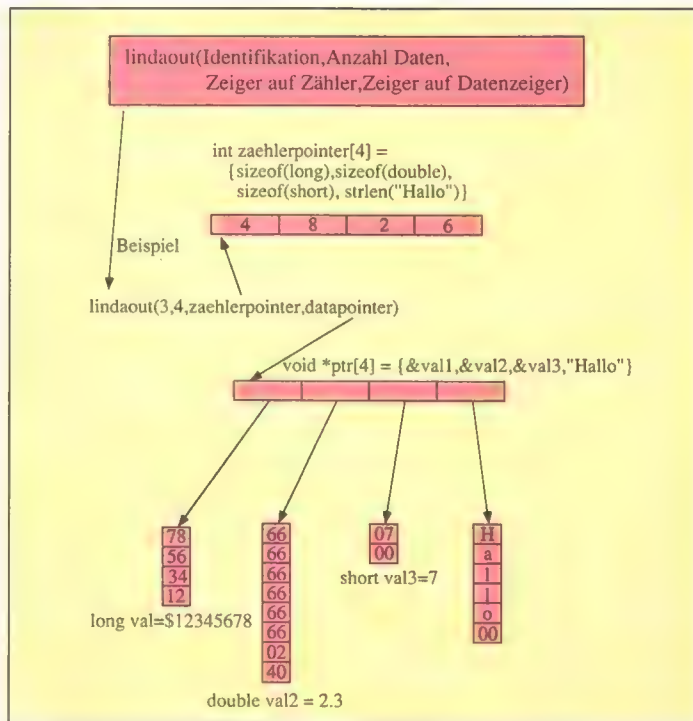 lindaout(Identifikation,Anzahl Daten,
Zeiger auf Zähler,Zeiger auf Datenzeiger)
int zaehlerpointer[4] =
{sizeof(long),sizeof(double),
sizeof(short), strlen("Hallo")}
4 8 2 6
Beispiel
lindaout(3,4,zaehlerpointer,datapointer)
void *ptr[4] = {&val1,&val2,&val3,"Hallo"}
78
56
34
12
long val=$12345678
66
66
66
66
66
66
02
40
double val2 = 2.3
07
00
short val3=7
H
a
l
l
o
00